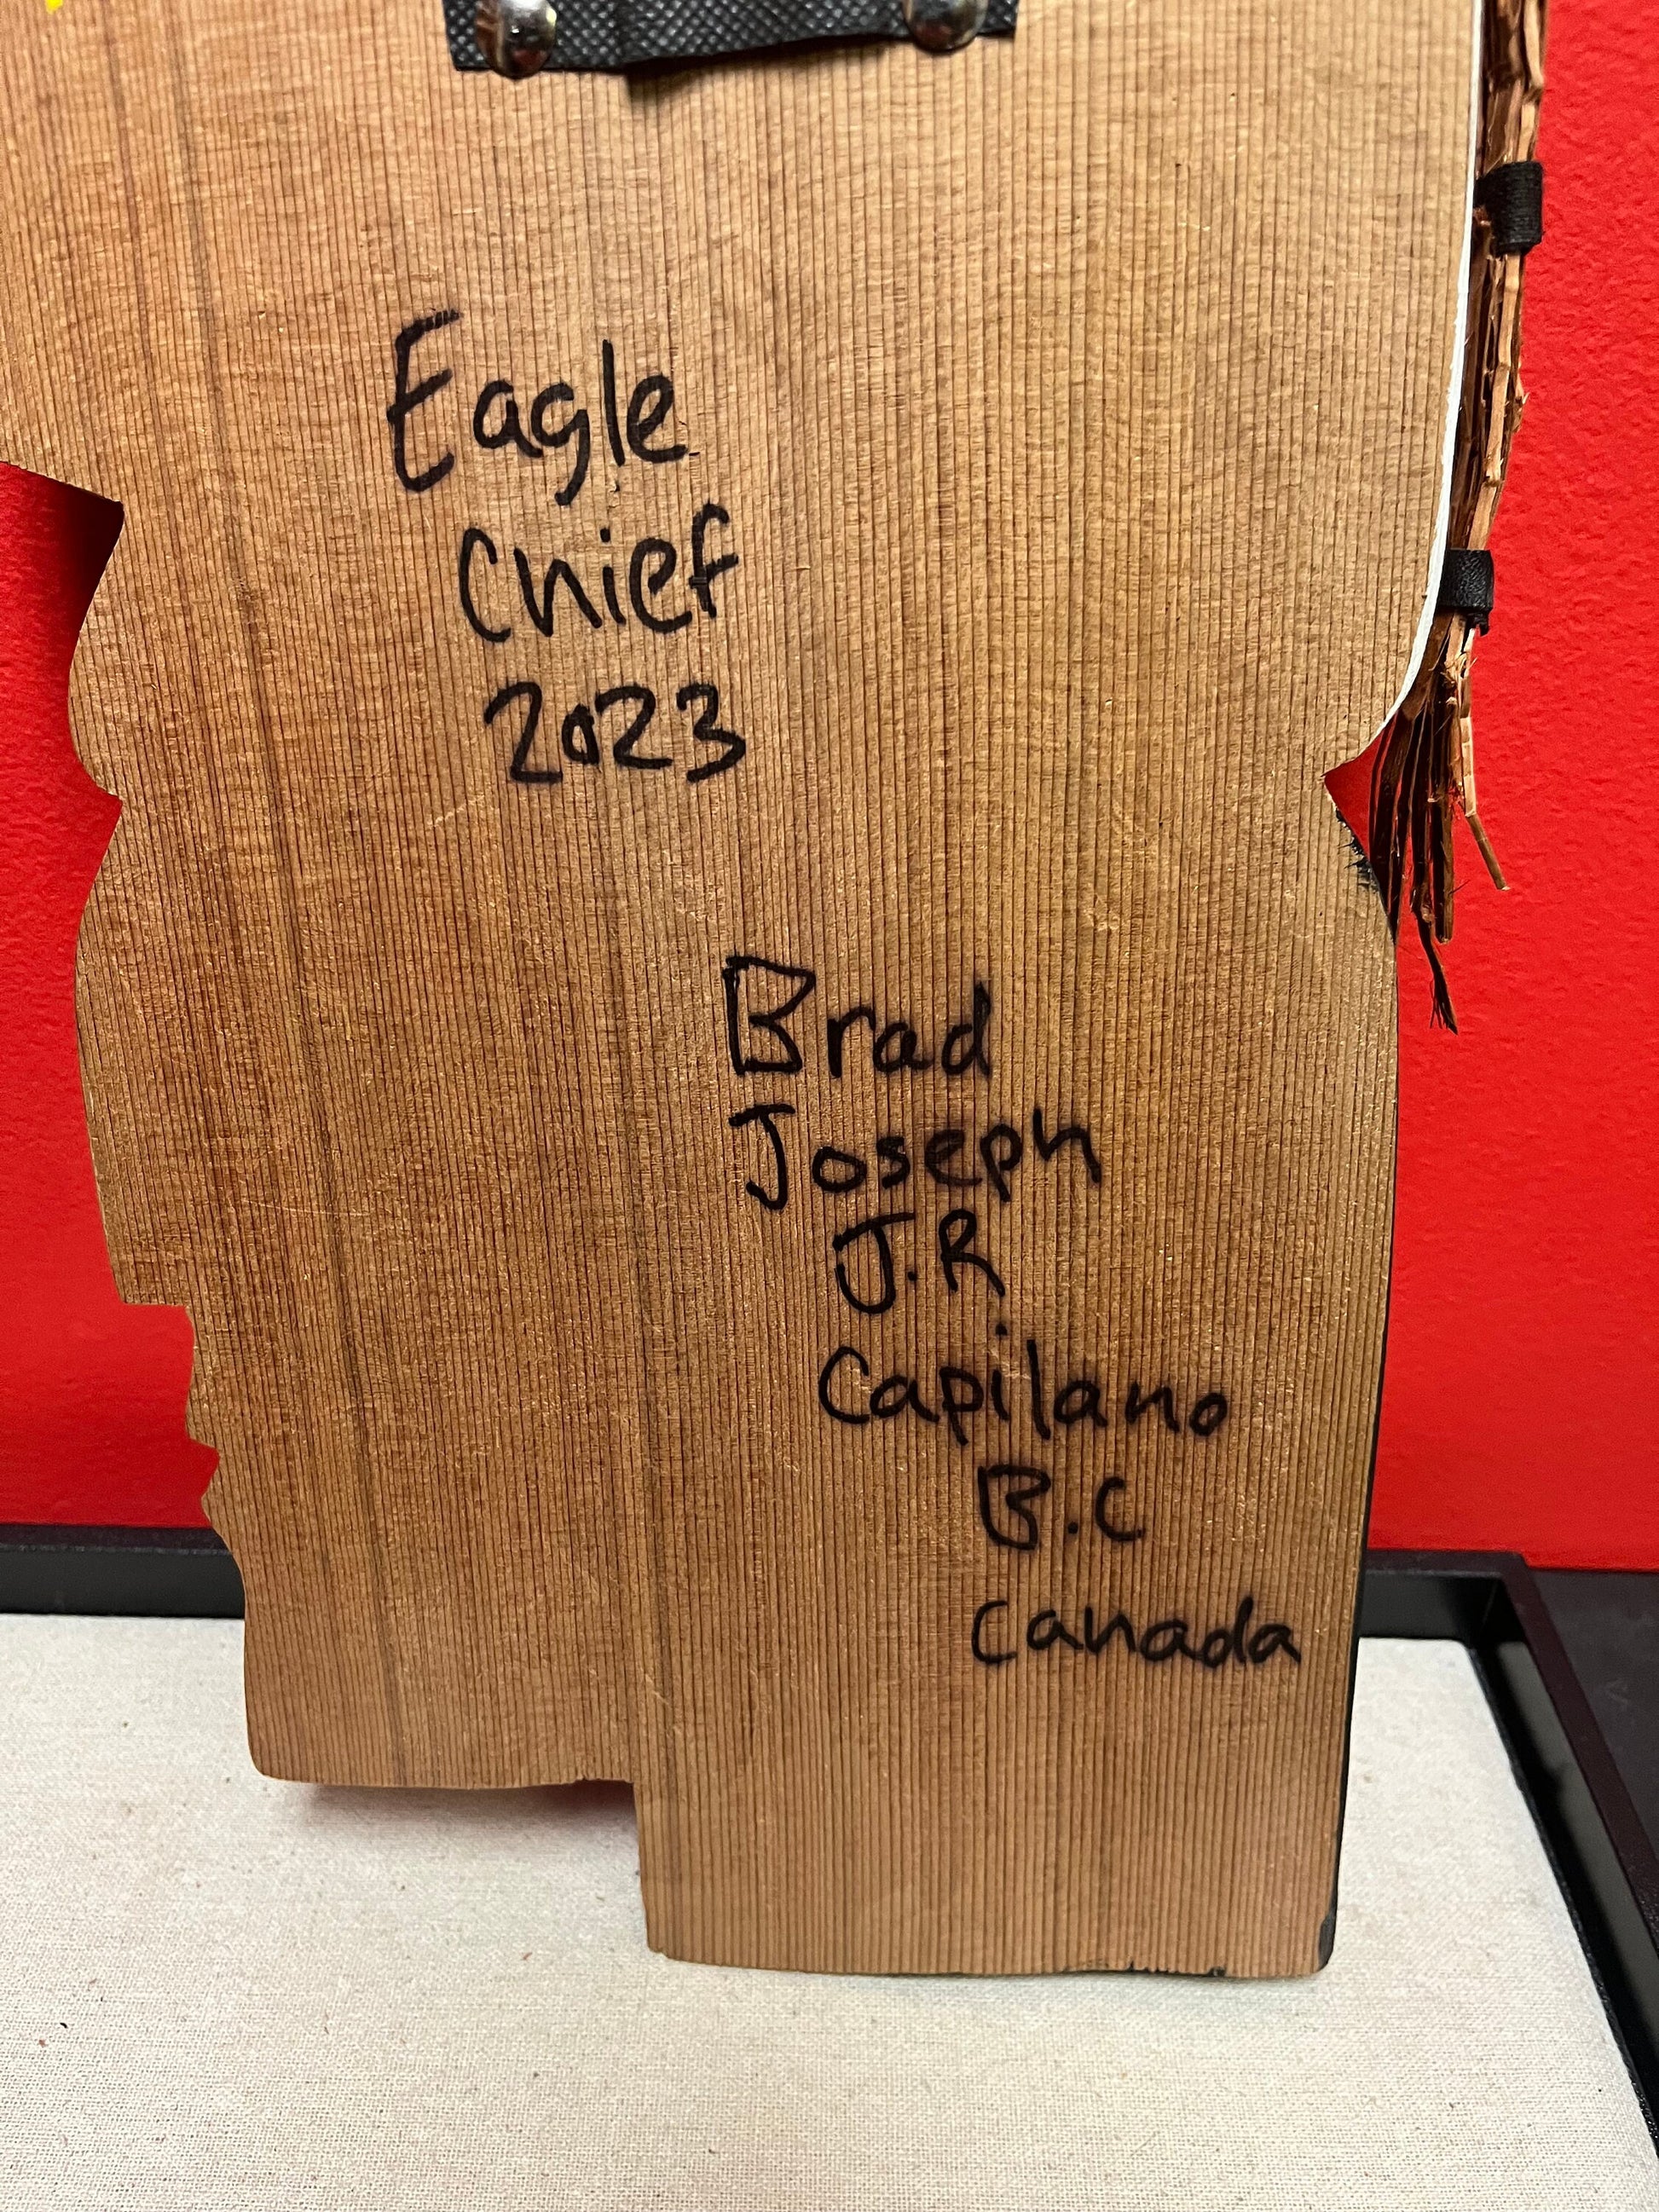 Eagle
Chief
2023
Brad
Joseph
J.R
Capilano
B.C
Canada